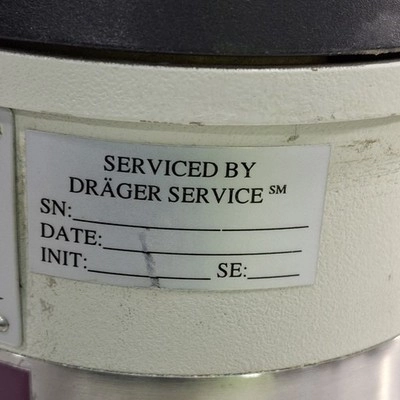 SERVICED BY
DRÄGER SERVICE ℠
SN:
DATE:
INIT: SE: